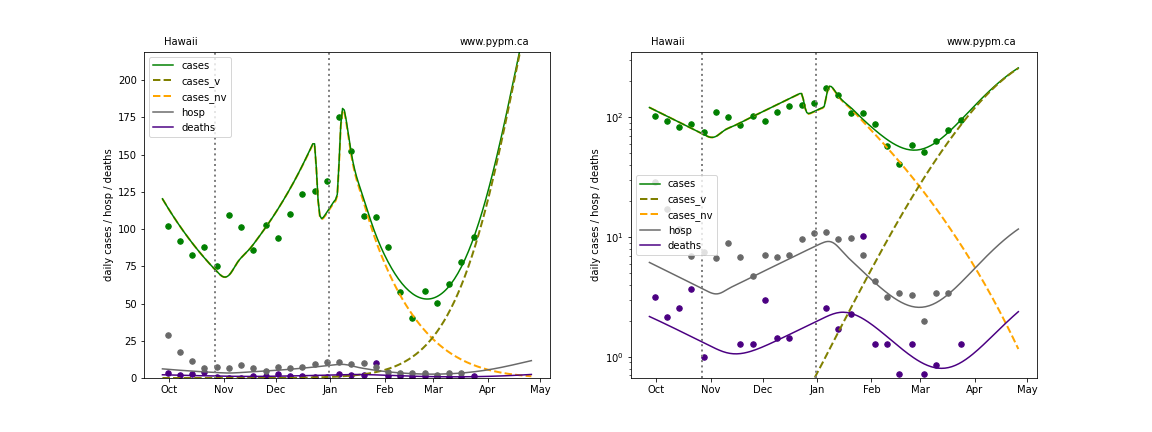 Hawaii
www.pypm.ca
daily cases / hosp / deaths
200
175
150
125
100
75
50
25
0
cases
cases_v
cases_nv
hosp
deaths
Oct
Nov
Dec
Jan
Feb
Mar
Apr
May
Hawaii
www.pypm.ca
daily cases / hosp / deaths
10²
10¹
10⁰
cases
cases_v
cases_nv
hosp
deaths
Oct
Nov
Dec
Jan
Feb
Mar
Apr
May